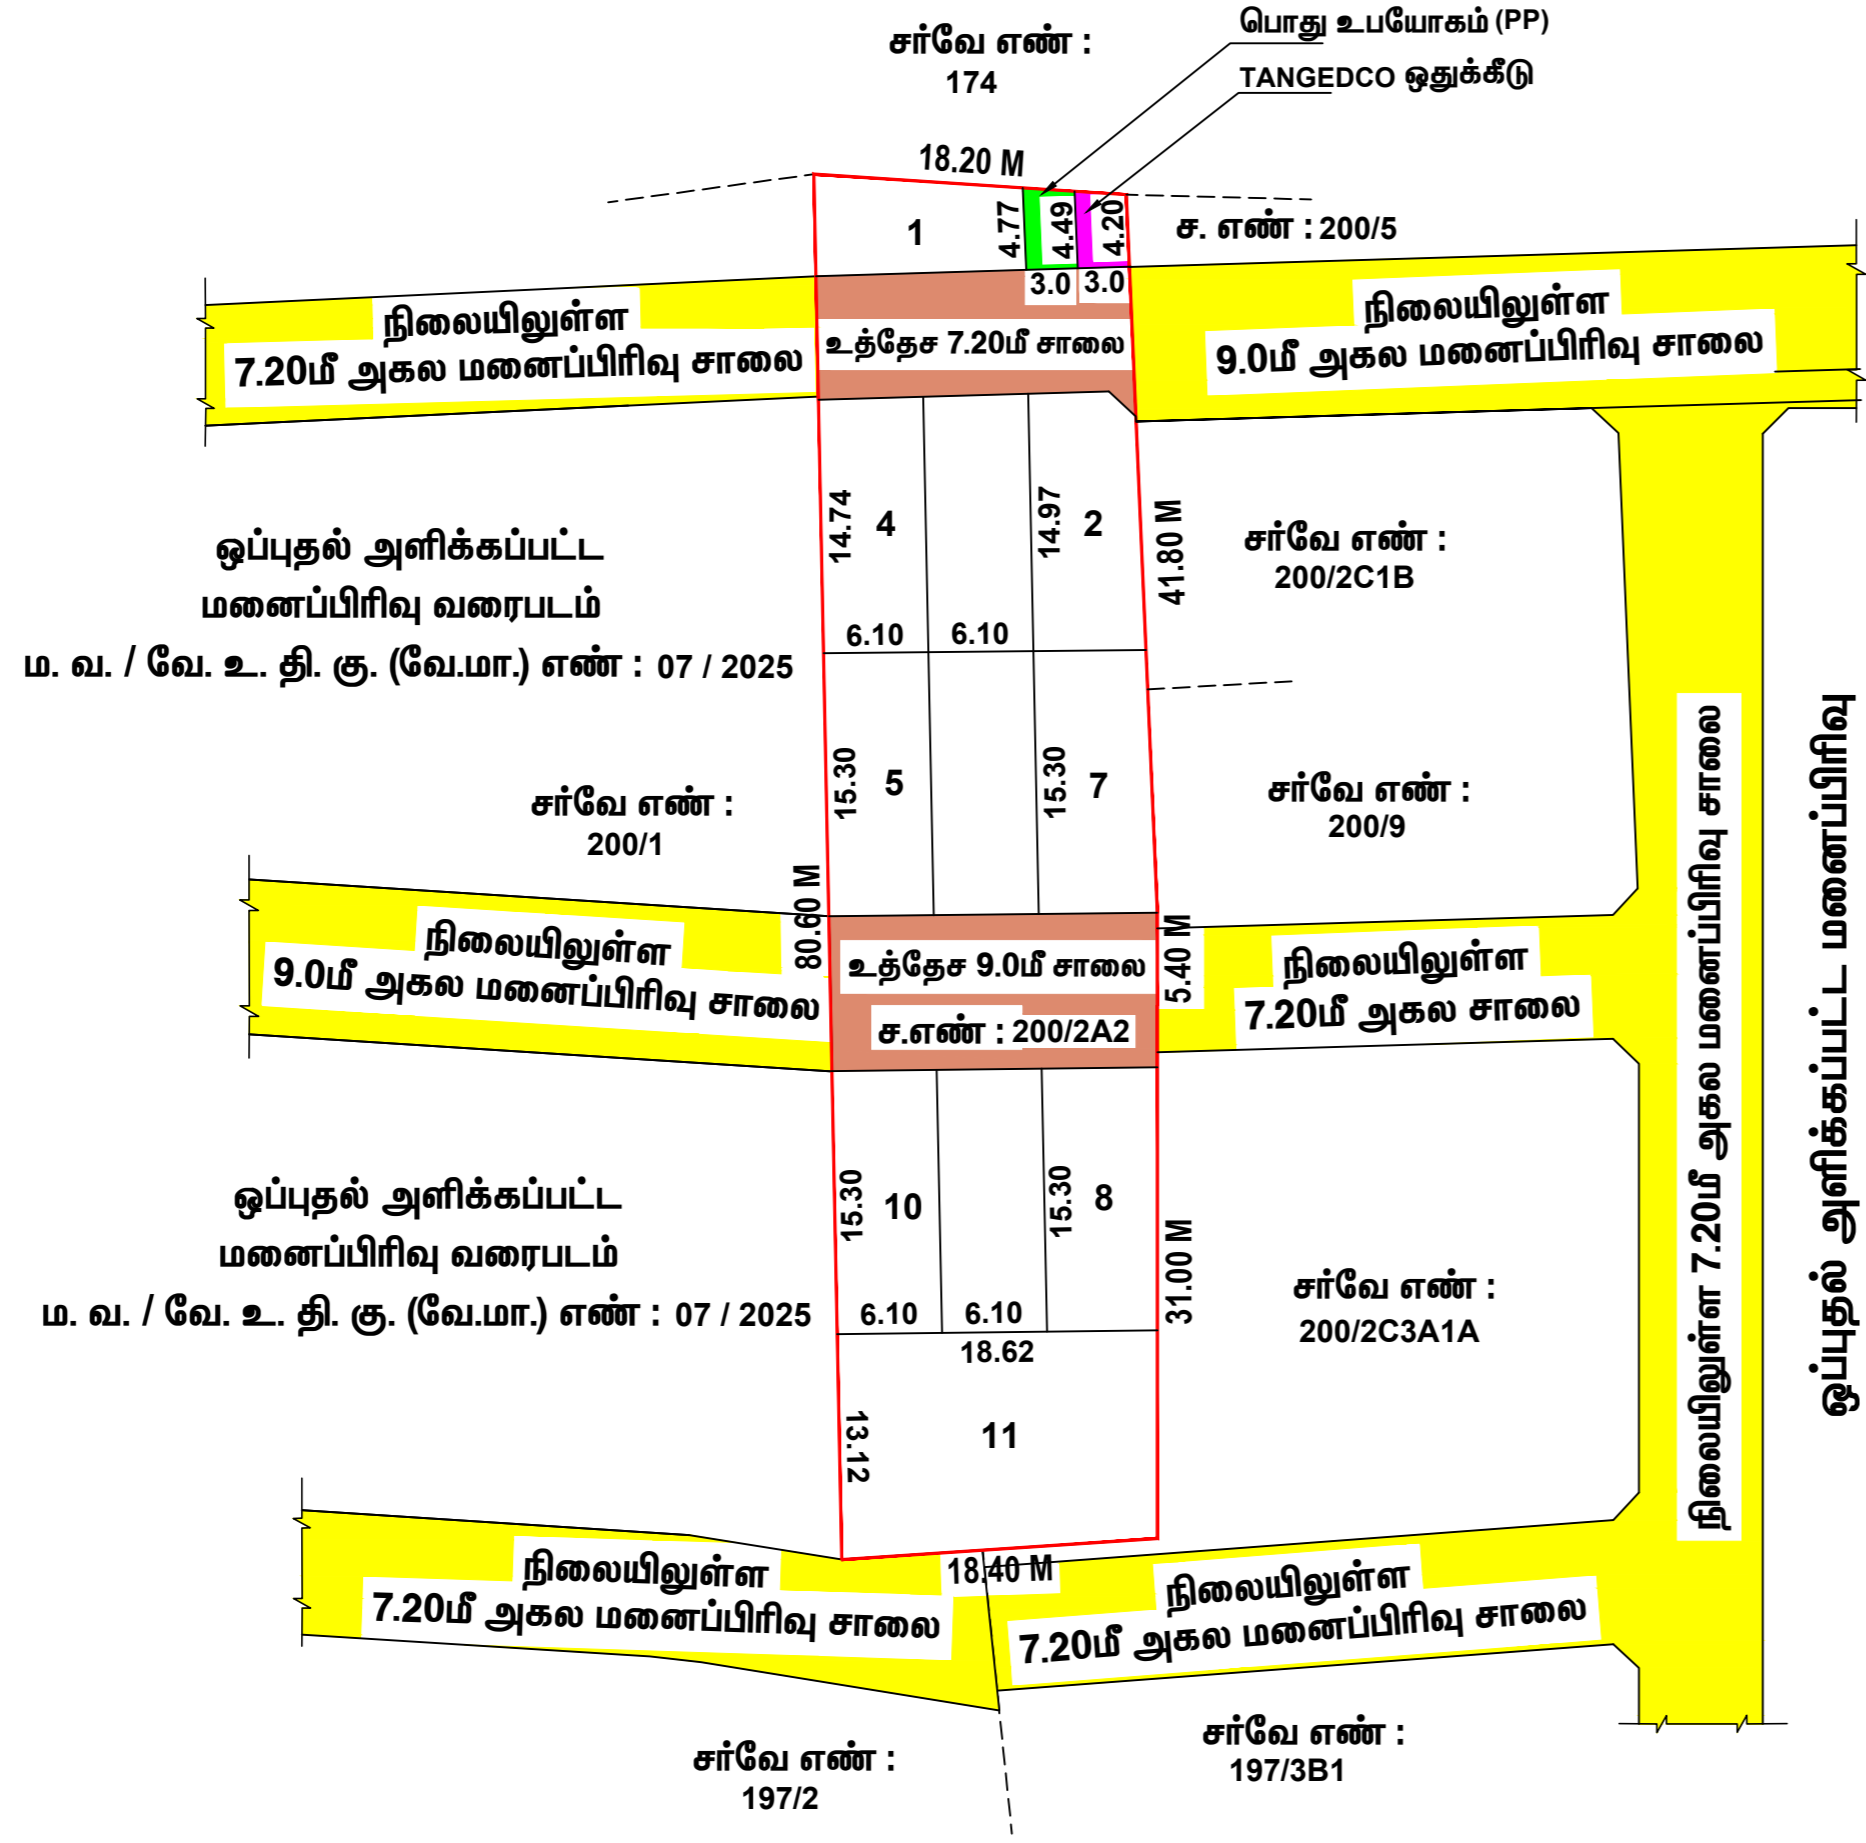 பொது உபயோகம் (PP)
சர்வே எண் :
174
TANGEDCO ஒதுக்கீடு
18.20 M
1
4.77
4.49
4.20
ச. எண் : 200/5
3.0
3.0
நிலையிலுள்ள
7.20மீ அகல மனைப்பிரிவு சாலை
உத்தேச 7.20மீ சாலை
நிலையிலுள்ள
9.0மீ அகல மனைப்பிரிவு சாலை
14.74
4
14.97
2
41.80 M
ஒப்புதல் அளிக்கப்பட்ட
மனைப்பிரிவு வரைபடம்
ம. வ. / வே. உ. தி. கு. (வே.மா.) எண் : 07 / 2025
சர்வே எண் :
200/2C1B
6.10
6.10
15.30
5
15.30
7
சர்வே எண் :
200/1
சர்வே எண் :
200/9
80.60 M
நிலையிலுள்ள
9.0மீ அகல மனைப்பிரிவு சாலை
உத்தேச 9.0மீ சாலை
ச.எண் : 200/2A2
5.40 M
நிலையிலுள்ள
7.20மீ அகல சாலை
நிலையிலுள்ள 7.20மீ அகல மனைப்பிரிவு சாலை
ஒப்புதல் அளிக்கப்பட்ட மனைப்பிரிவு
15.30
10
15.30
8
31.00 M
ஒப்புதல் அளிக்கப்பட்ட
மனைப்பிரிவு வரைபடம்
ம. வ. / வே. உ. தி. கு. (வே.மா.) எண் : 07 / 2025
சர்வே எண் :
200/2C3A1A
6.10
6.10
18.62
13.12
11
18.40 M
நிலையிலுள்ள
7.20மீ அகல மனைப்பிரிவு சாலை
நிலையிலுள்ள
7.20மீ அகல மனைப்பிரிவு சாலை
சர்வே எண் :
197/2
சர்வே எண் :
197/3B1